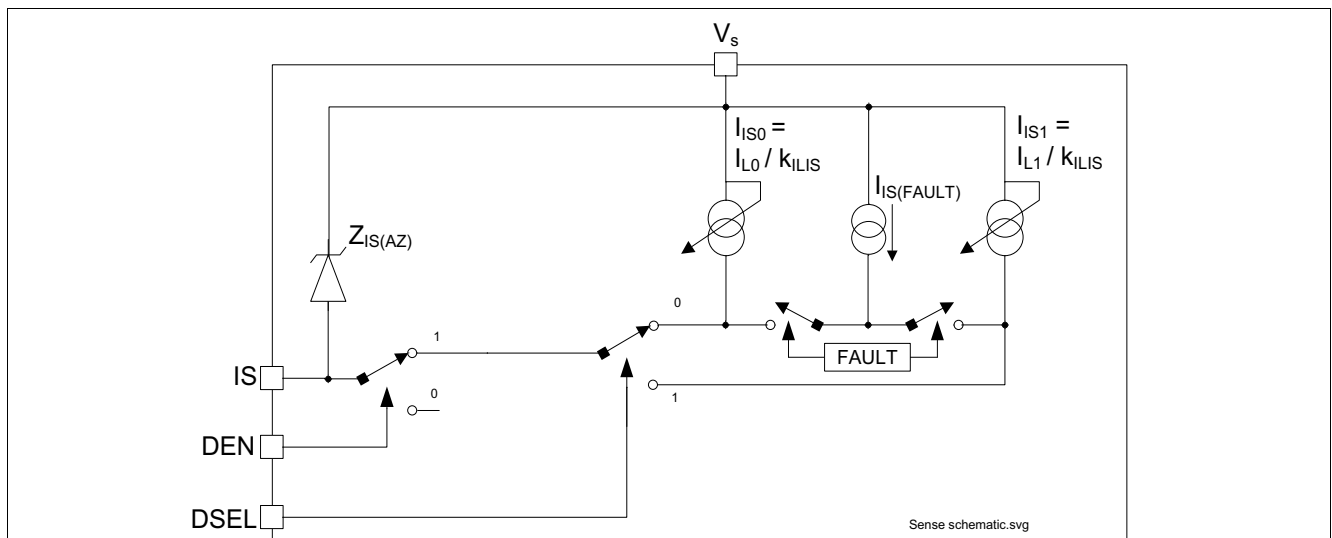 Vs
IIS0 =
IL0 / kILIS
IIS(FAULT)
IIS1 =
IL1 / kILIS
ZIS(AZ)
0
1
FAULT
IS
0
1
DEN
DSEL
Sense schematic.svg